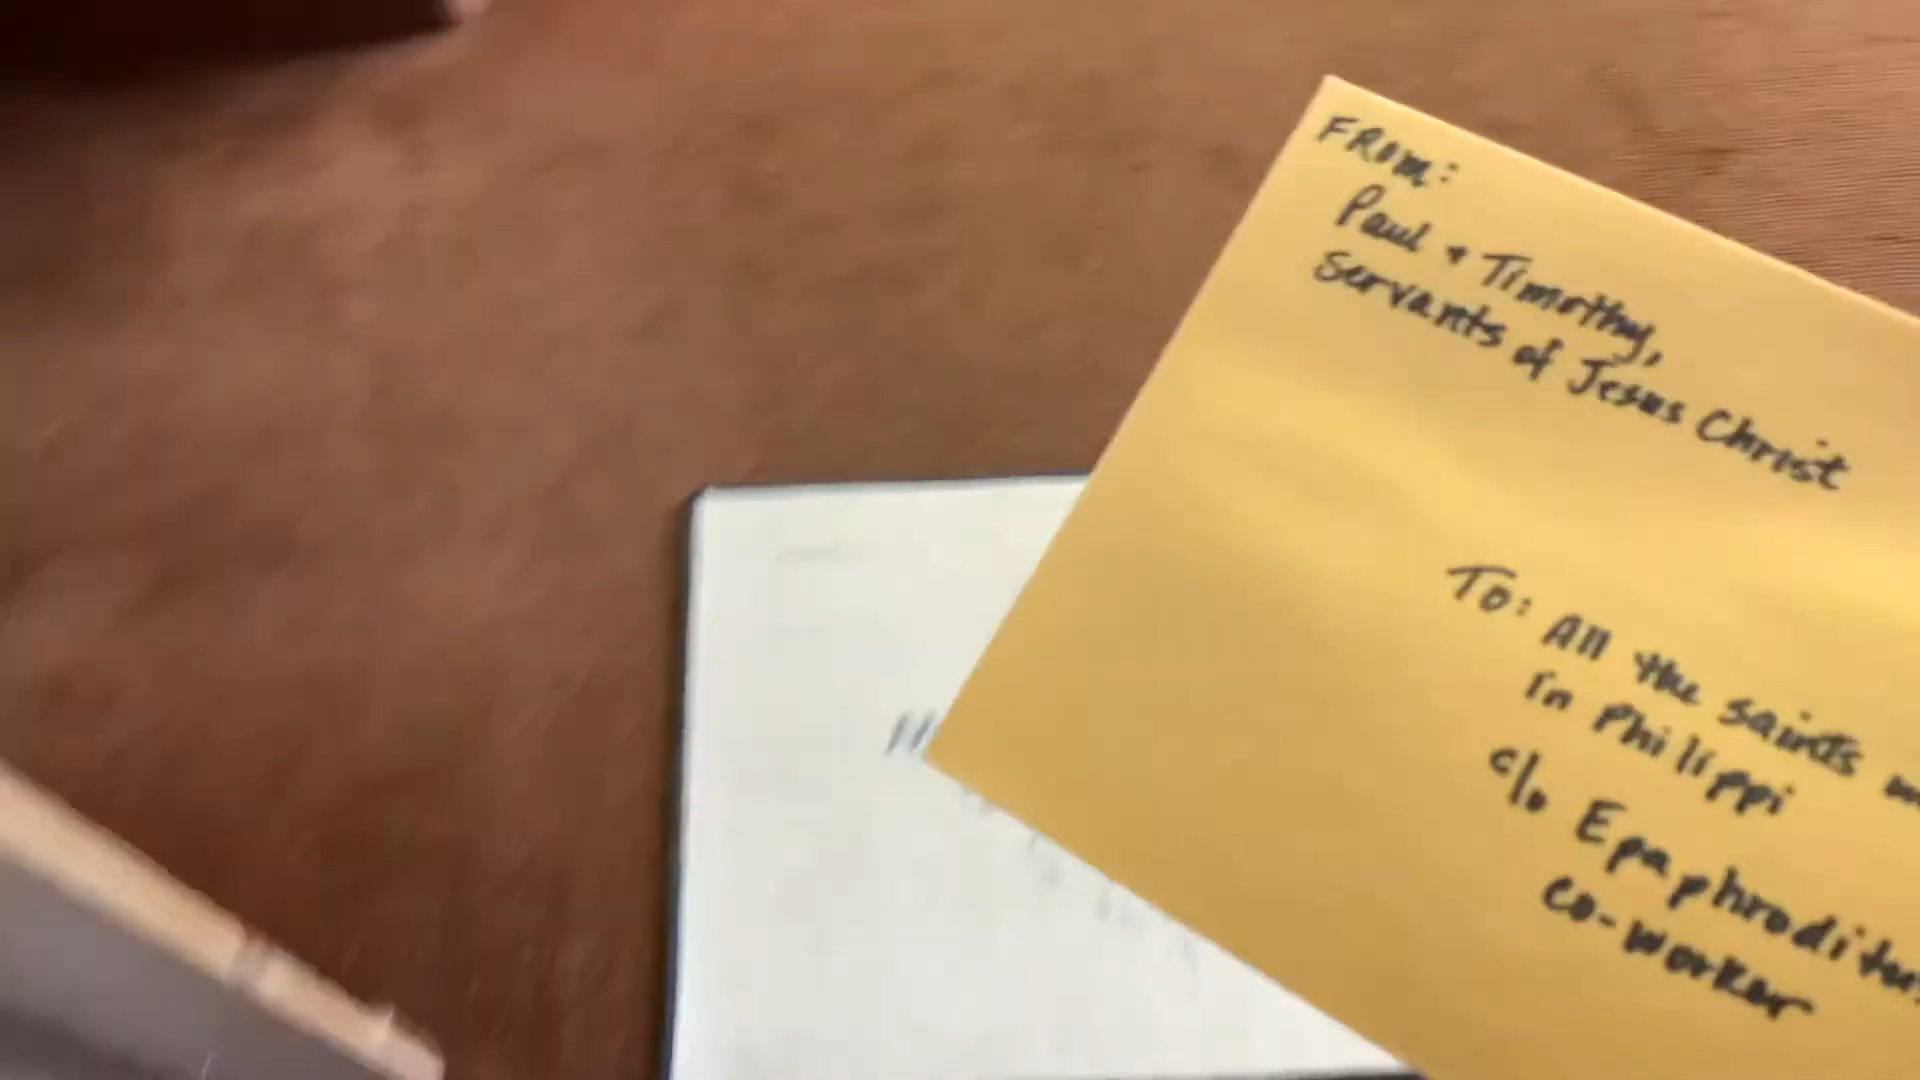 FROM:
Paul + Timothy,
servants of Jesus Christ
To: All the saints
in Philippi
c/o Epaphroditus
co-worker